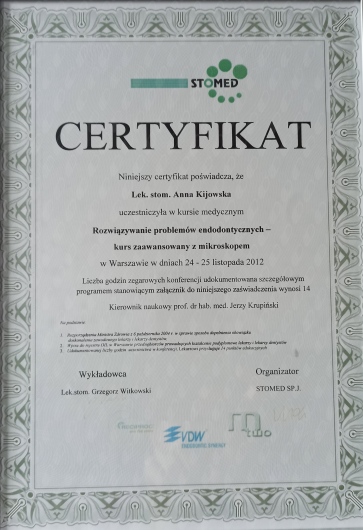 STOMED
CERTYFIKAT
Niniejszy certyfikat poświadcza, że
Lek. stom. Anna Kijowska
uczestniczyła w kursie medycznym
Rozwiązywanie problemów endodontycznych –
kurs zaawansowany z mikroskopem
w Warszawie w dniach 24 - 25 listopada 2012
Liczba godzin zegarowych konferencji udokumentowana szczegółowym
programem stanowiącym załącznik do niniejszego zaświadczenia wynosi 14
Kierownik naukowy prof. dr hab. med. Jerzy Krupiński
Wykładowca
Organizator
Lek.stom. Grzegorz Witkowski
STOMED SP.J.
VDW
two